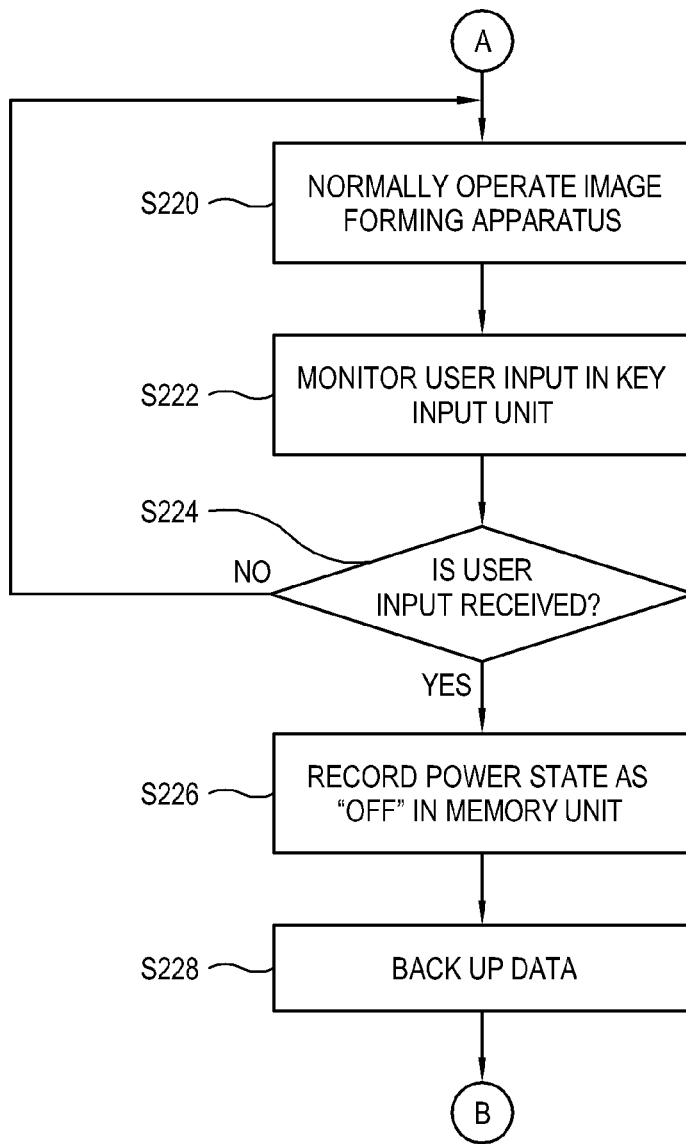 A
S220
NORMALLY OPERATE IMAGE
FORMING APPARATUS
S222
MONITOR USER INPUT IN KEY
INPUT UNIT
S224
NO
IS USER
INPUT RECEIVED?
YES
S226
RECORD POWER STATE AS
“OFF” IN MEMORY UNIT
S228
BACK UP DATA
B